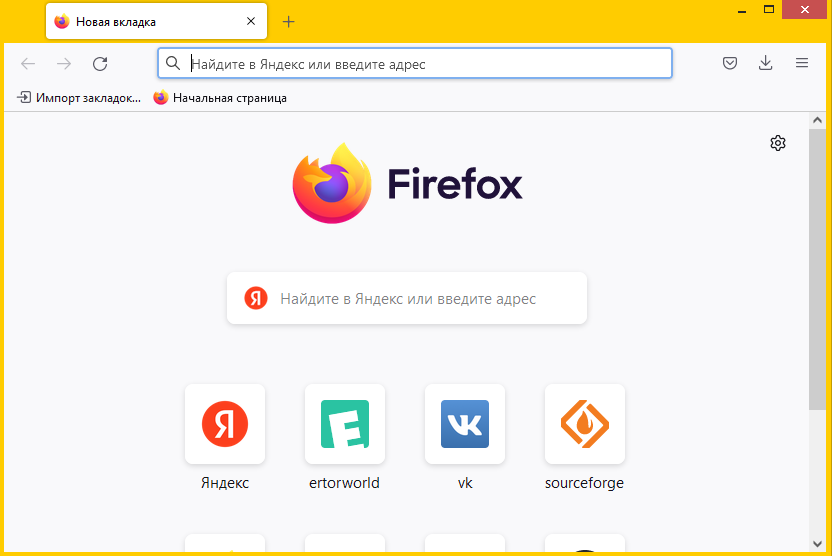 Новая вкладка
Найдите в Яндекс или введите адрес
Импорт закладок... Начальная страница
Firefox
Я Найдите в Яндекс или введите адрес
Я
Яндекс ertorworld vk sourceforge